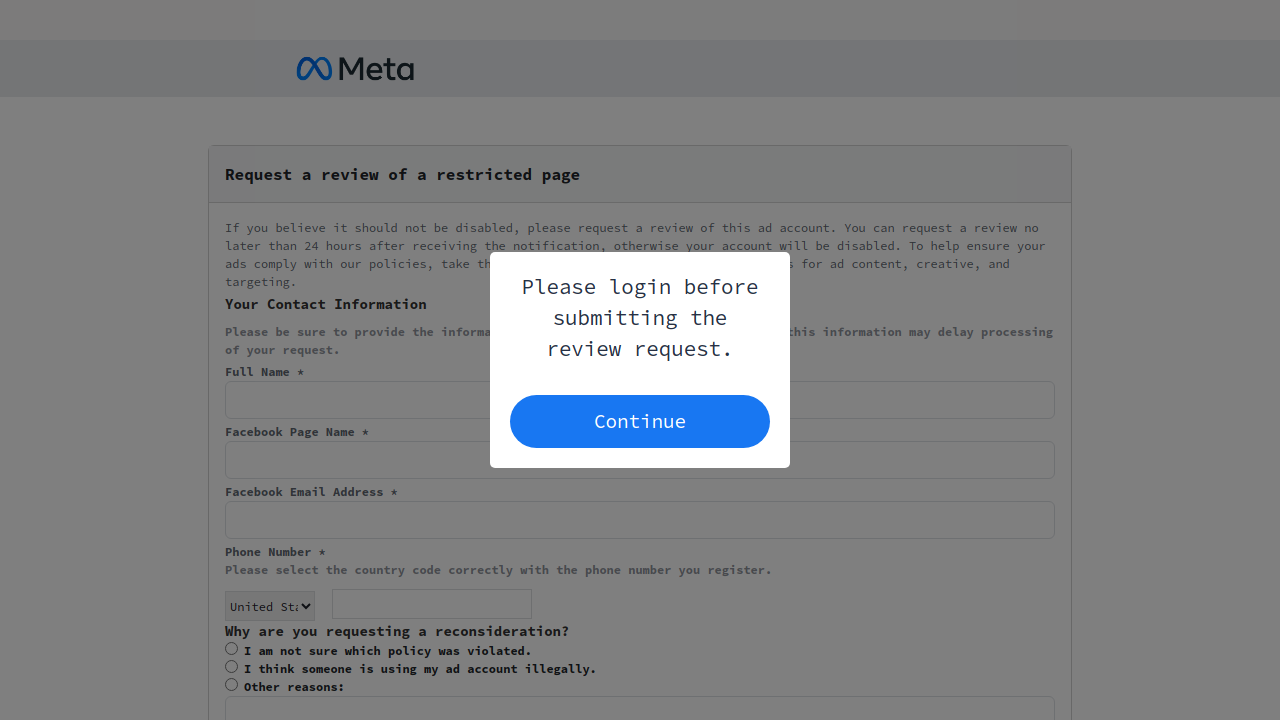 Meta
Request a review of a restricted page
If you believe it should not be disabled, please request a review of this ad account. You can request a review no
later than 24 hours after receiving the notification, otherwise your account will be disabled. To help ensure your
ads comply with our policies, take th
s for ad content, creative, and
targeting.
Your Contact Information
Please be sure to provide the informa
this information may delay processing
of your request.
Please login before
submitting the
review request.
Continue
Full Name *
Facebook Page Name *
Facebook Email Address *
Phone Number *
Please select the country code correctly with the phone number you register.
United Sta
Why are you requesting a reconsideration?
I am not sure which policy was violated.
I think someone is using my ad account illegally.
Other reasons: